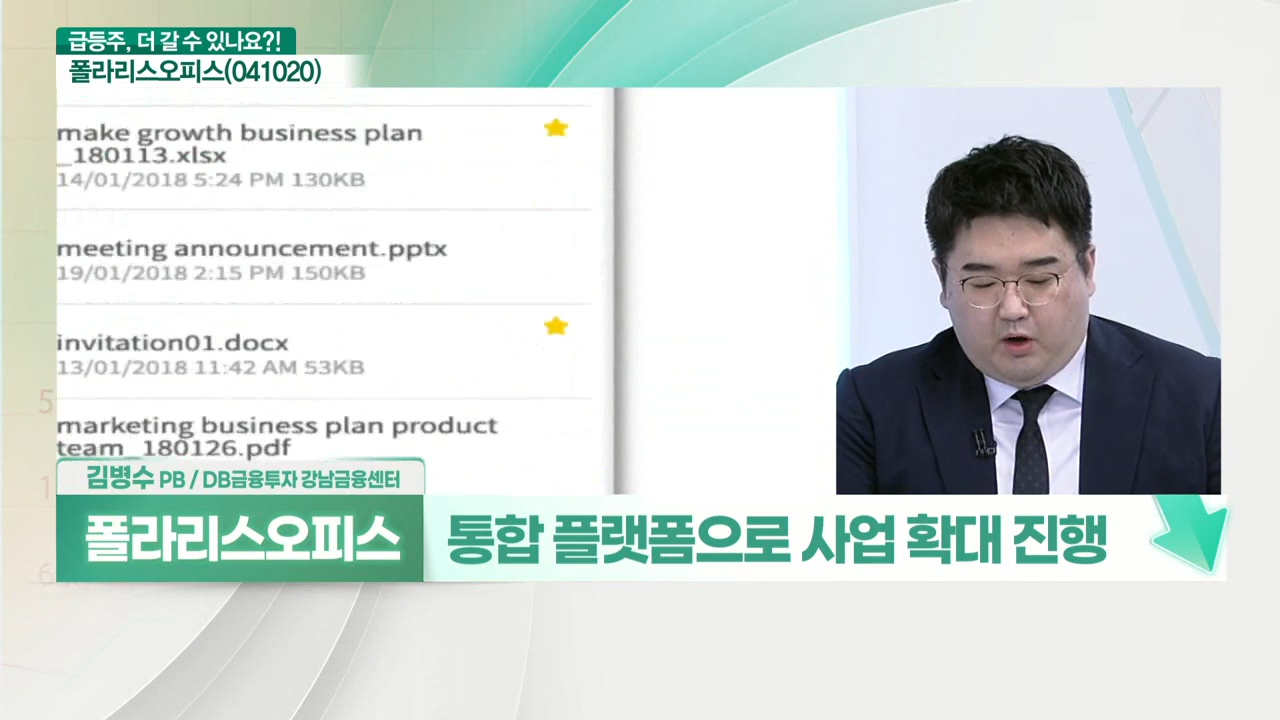 급등주, 더 갈 수 있나요?!
폴라리스오피스(041020)
make growth business plan
_180113.xlsx
14/01/2018 5:24 PM 130KB
meeting announcement.pptx
19/01/2018 2:15 PM 150KB
invitation01.docx
13/01/2018 11:42 AM 53KB
marketing business plan product
team_180126.pdf
김병수 PB / DB금융투자 강남금융센터
폴라리스오피스
통합 플랫폼으로 사업 확대 진행
5
1
6